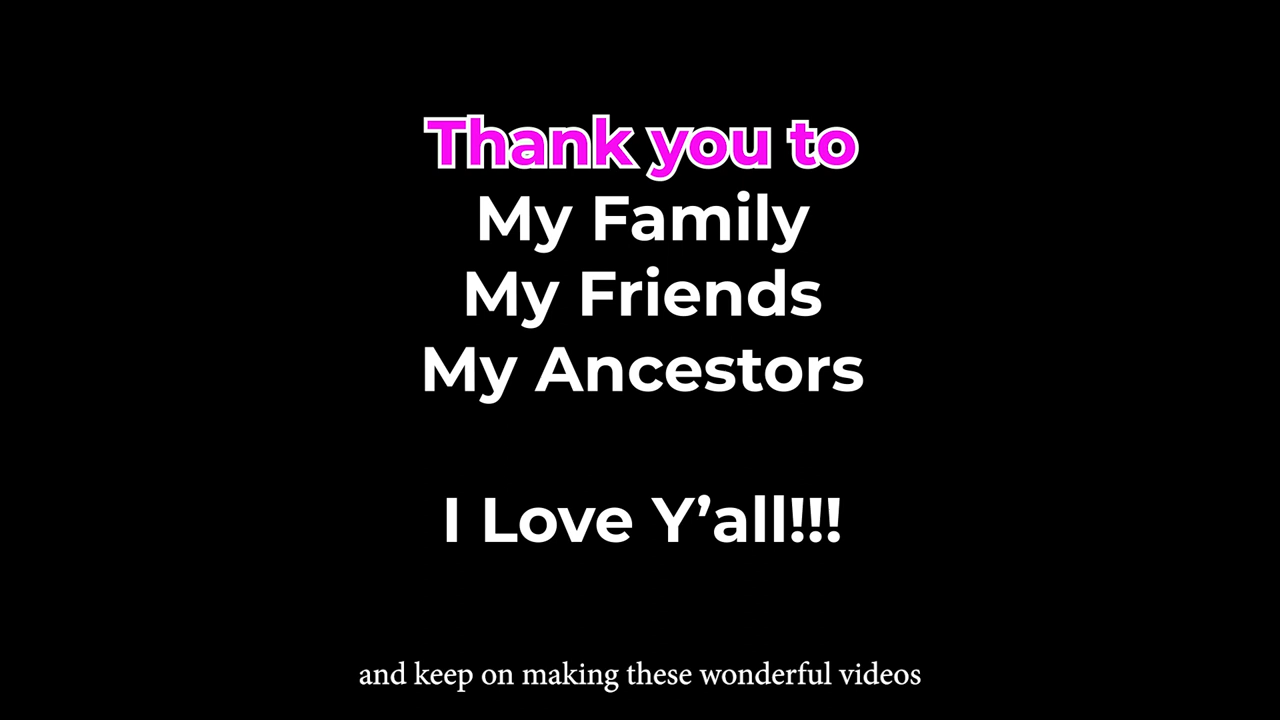 Thank you to
My Family
My Friends
My Ancestors
I Love Y’all!!!
and keep on making these wonderful videos